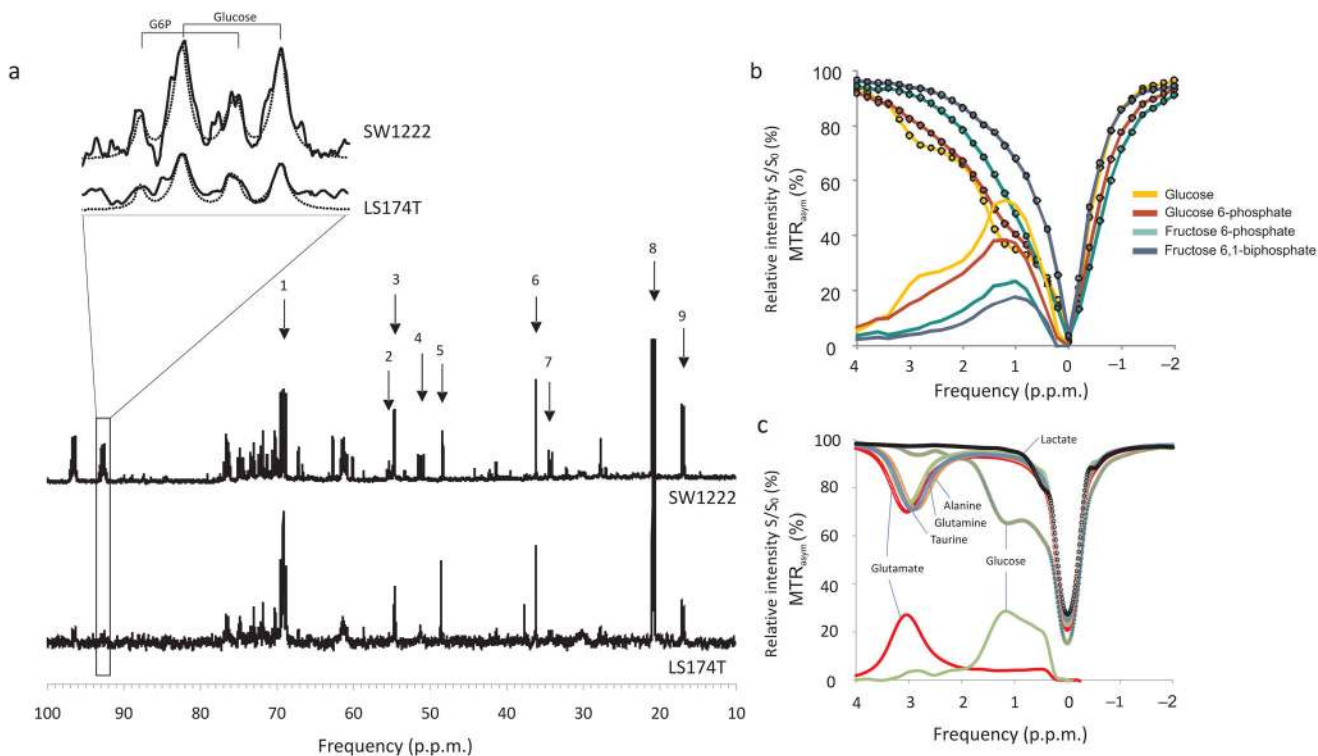 a
G6P
Glucose
SW1222
LS174T
1
2
3
4
5
6
7
8
9
SW1222
LS174T
100 90 80 70 60 50 40 30 20 10
Frequency (p.p.m.)
b
Relative intensity S/S0 (%)
MTRasym (%)
100
80
60
40
20
0
4 3 2 1 0 −1 −2
Frequency (p.p.m.)
Glucose
Glucose 6-phosphate
Fructose 6-phosphate
Fructose 6,1-biphosphate
c
Relative intensity S/S0 (%)
MTRasym (%)
100
80
60
40
20
0
Lactate
Alanine
Glutamine
Taurine
Glutamate
Glucose
4 3 2 1 0 −1 −2
Frequency (p.p.m.)